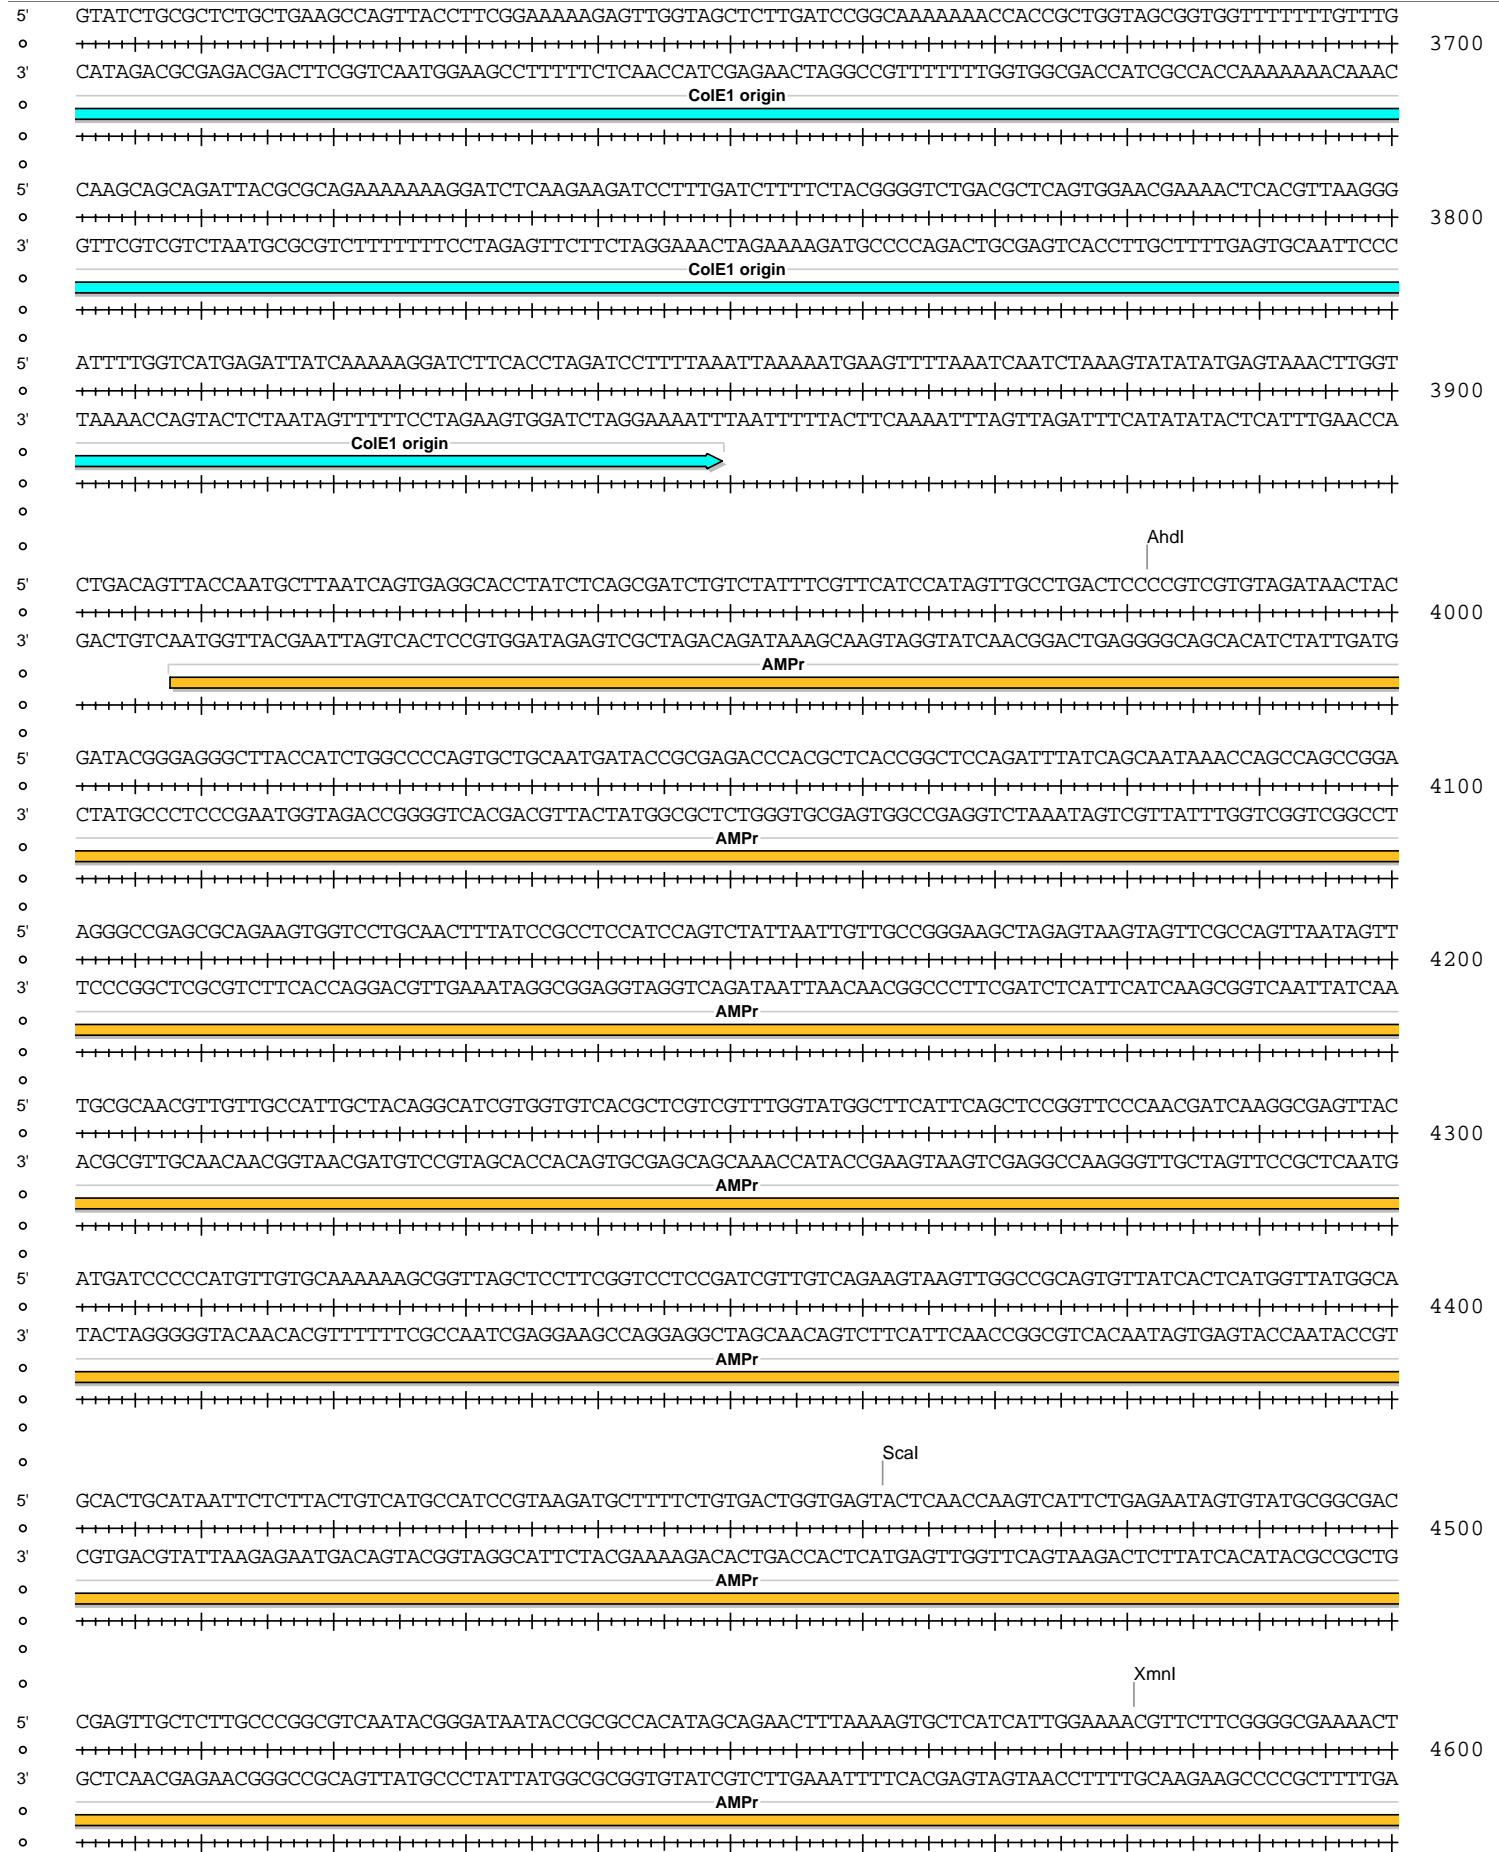 5' GTATCTGCGCTCTGCTGAAGCCAGTTACCTTCGGAAAAAGAGTTGGTAGCTCTTGATCCGGCAAAAAAACCACCGCTGGTAGCGGTGGTTTTTTTGTTTG
3700
3' CATAGACGCGAGACGACTTCGGTCAATGGAAGCCTTTTTCTCAACCATCGAGAACTAGGCCGTTTTTTTGGTGGCGACCATCGCCACCAAAAAAACAAAC
ColE1 origin
5' CAAGCAGCAGATTACGCGCAGAAAAAAAGGATCTCAAGAAGATCCTTTGATCTTTTCTACGGGGTCTGACGCTCAGTGGAACGAAAACTCACGTTAAGGG
3800
3' GTTCGTCGTCTAATGCGCGTCTTTTTTTCCTAGAGTTCTTCTAGGAAACTAGAAAAGATGCCCCAGACTGCGAGTCACCTTGCTTTTGAGTGCAATTCCC
ColE1 origin
5' ATTTTGGTCATGAGATTATCAAAAAGGATCTTCACCTAGATCCTTTTAAATTAAAAATGAAGTTTTAAATCAATCTAAAGTATATATGAGTAAACTTGGT
3900
3' TAAAACCAGTACTCTAATAGTTTTTCCTAGAAGTGGATCTAGGAAAATTTAATTTTTACTTCAAAATTTAGTTAGATTTCATATATACTCATTTGAACCA
ColE1 origin
AhdI
5' CTGACAGTTACCAATGCTTAATCAGTGAGGCACCTATCTCAGCGATCTGTCTATTTCGTTCATCCATAGTTGCCTGACTCCCCGTCGTGTAGATAACTAC
4000
3' GACTGTCAATGGTTACGAATTAGTCACTCCGTGGATAGAGTCGCTAGACAGATAAAGCAAGTAGGTATCAACGGACTGAGGGGCAGCACATCTATTGATG
AMPr
5' GATACGGGAGGGCTTACCATCTGGCCCCAGTGCTGCAATGATACCGCGAGACCCACGCTCACCGGCTCCAGATTTATCAGCAATAAACCAGCCAGCCGGA
4100
3' CTATGCCCTCCCGAATGGTAGACCGGGGTCACGACGTTACTATGGCGCTCTGGGTGCGAGTGGCCGAGGTCTAAATAGTCGTTATTTGGTCGGTCGGCCT
AMPr
5' AGGGCCGAGCGCAGAAGTGGTCCTGCAACTTTATCCGCCTCCATCCAGTCTATTAATTGTTGCCGGGAAGCTAGAGTAAGTAGTTCGCCAGTTAATAGTT
4200
3' TCCCGGCTCGCGTCTTCACCAGGACGTTGAAATAGGCGGAGGTAGGTCAGATAATTAACAACGGCCCTTCGATCTCATTCATCAAGCGGTCAATTATCAA
AMPr
5' TGCGCAACGTTGTTGCCATTGCTACAGGCATCGTGGTGTCACGCTCGTCGTTTGGTATGGCTTCATTCAGCTCCGGTTCCCAACGATCAAGGCGAGTTAC
4300
3' ACGCGTTGCAACAACGGTAACGATGTCCGTAGCACCACAGTGCGAGCAGCAAACCATACCGAAGTAAGTCGAGGCCAAGGGTTGCTAGTTCCGCTCAATG
AMPr
5' ATGATCCCCCATGTTGTGCAAAAAAGCGGTTAGCTCCTTCGGTCCTCCGATCGTTGTCAGAAGTAAGTTGGCCGCAGTGTTATCACTCATGGTTATGGCA
4400
3' TACTAGGGGGTACAACACGTTTTTTCGCCAATCGAGGAAGCCAGGAGGCTAGCAACAGTCTTCATTCAACCGGCGTCACAATAGTGAGTACCAATACCGT
AMPr
ScaI
5' GCACTGCATAATTCTCTTACTGTCATGCCATCCGTAAGATGCTTTTCTGTGACTGGTGAGTACTCAACCAAGTCATTCTGAGAATAGTGTATGCGGCGAC
4500
3' CGTGACGTATTAAGAGAATGACAGTACGGTAGGCATTCTACGAAAAGACACTGACCACTCATGAGTTGGTTCAGTAAGACTCTTATCACATACGCCGCTG
AMPr
XmnI
5' CGAGTTGCTCTTGCCCGGCGTCAATACGGGATAATACCGCGCCACATAGCAGAACTTTAAAAGTGCTCATCATTGGAAAACGTTCTTCGGGGCGAAAACT
4600
3' GCTCAACGAGAACGGGCCGCAGTTATGCCCTATTATGGCGCGGTGTATCGTCTTGAAATTTTCACGAGTAGTAACCTTTTGCAAGAAGCCCCGCTTTTGA
AMPr